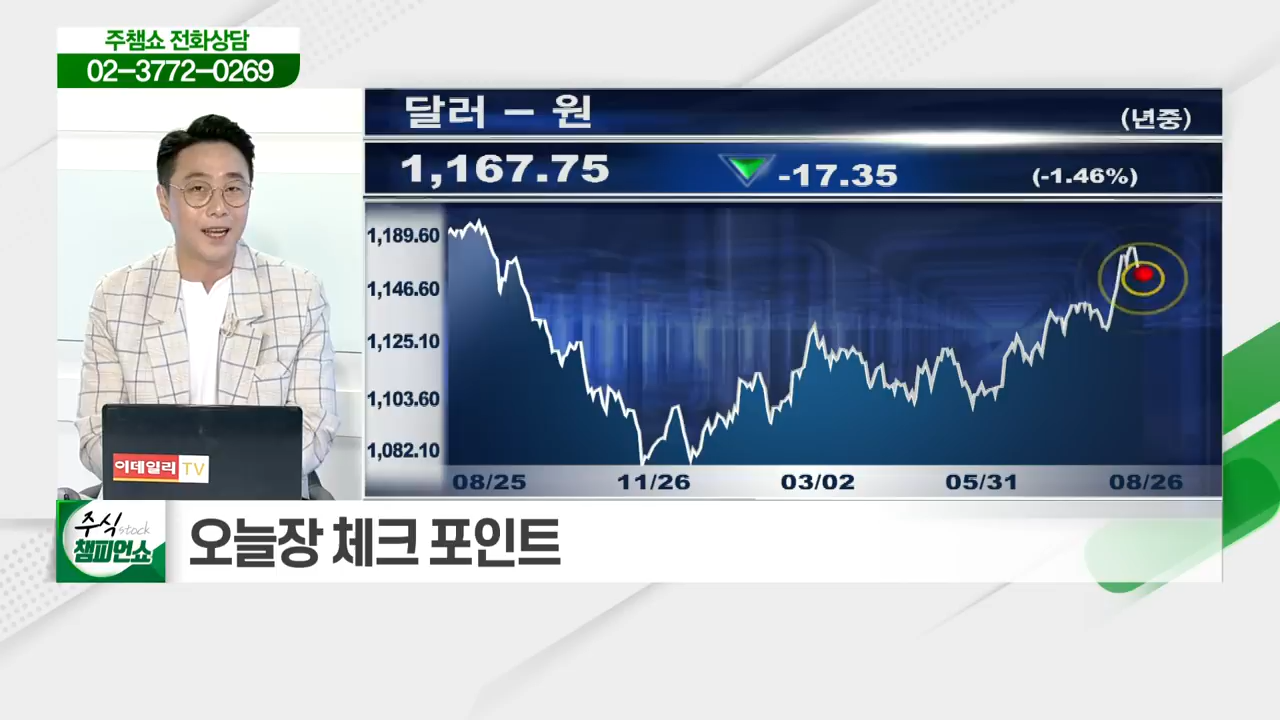 주챔쇼 전화상담
02-3772-0269
달러 - 원
(년중)
1,167.75
-17.35
(-1.46%)
1,189.60
1,146.60
1,125.10
1,103.60
1,082.10
08/25 11/26 03/02 05/31 08/26
이데일리 TV
주식 stock
챔피언쇼
오늘장 체크 포인트